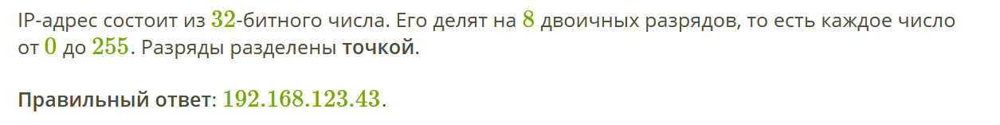 IP-адрес состоит из 32-битного числа. Его делят на 8 двоичных разрядов, то есть каждое число
от 0 до 255. Разряды разделены точкой.
Правильный ответ: 192.168.123.43.